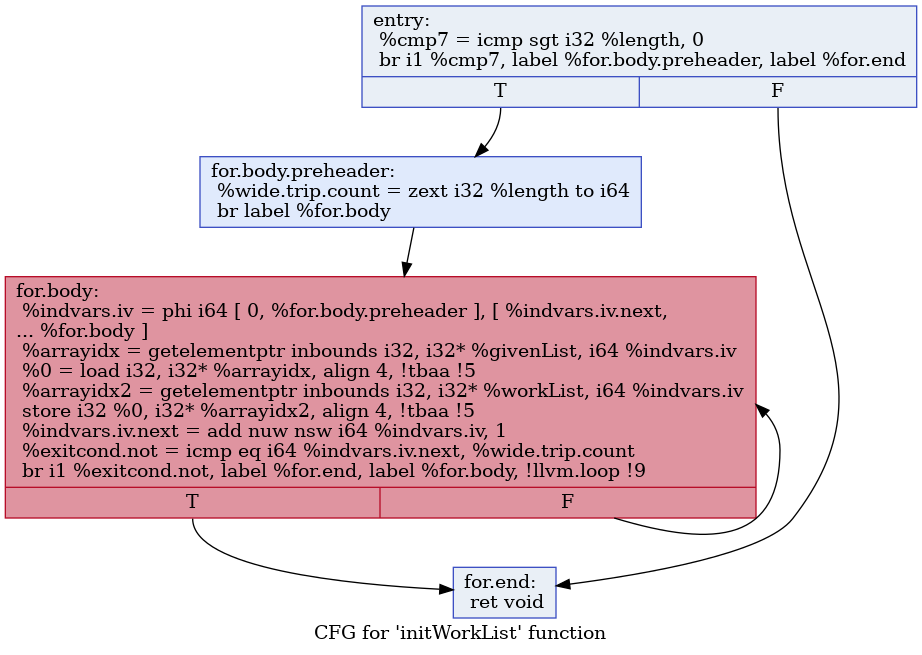 entry:
%cmp7 = icmp sgt i32 %length, 0
br i1 %cmp7, label %for.body.preheader, label %for.end
T
F
for.body.preheader:
%wide.trip.count = zext i32 %length to i64
br label %for.body
for.body:
%indvars.iv = phi i64 [ 0, %for.body.preheader ], [ %indvars.iv.next,
... %for.body ]
%arrayidx = getelementptr inbounds i32, i32* %givenList, i64 %indvars.iv
%0 = load i32, i32* %arrayidx, align 4, !tbaa !5
%arrayidx2 = getelementptr inbounds i32, i32* %workList, i64 %indvars.iv
store i32 %0, i32* %arrayidx2, align 4, !tbaa !5
%indvars.iv.next = add nuw nsw i64 %indvars.iv, 1
%exitcond.not = icmp eq i64 %indvars.iv.next, %wide.trip.count
br i1 %exitcond.not, label %for.end, label %for.body, !llvm.loop !9
T
F
for.end:
ret void
CFG for 'initWorkList' function